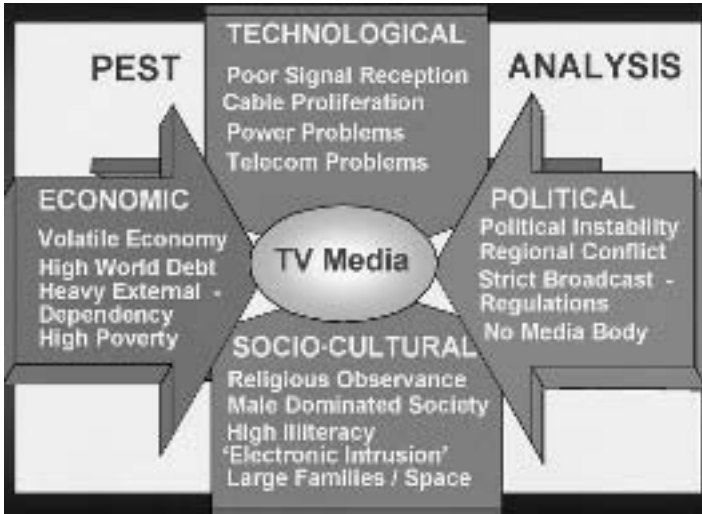 PEST ANALYSIS
TECHNOLOGICAL
Poor Signal Reception
Cable Proliferation
Power Problems
Telecom Problems
ECONOMIC
Volatile Economy
High World Debt
Heavy External -
Dependency
High Poverty
TV Media
POLITICAL
Political Instability
Regional Conflict
Strict Broadcast -
Regulations
No Media Body
SOCIO-CULTURAL
Religious Observance
Male Dominated Society
High Illiteracy
'Electronic Intrusion'
Large Families / Space